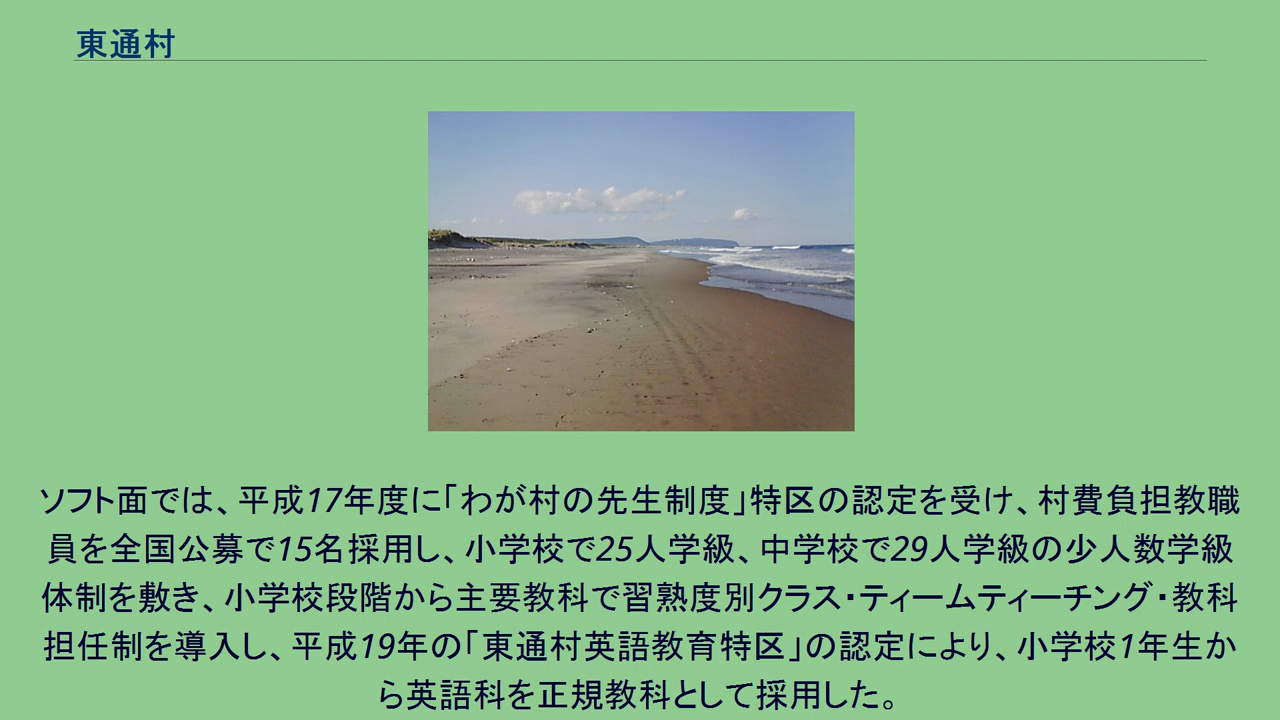 東通村
ソフト面では、平成17年度に「わが村の先生制度」特区の認定を受け、村費負担教職
員を全国公募で15名採用し、小学校で25人学級、中学校で29人学級の少人数学級
体制を敷き、小学校段階から主要教科で習熟度別クラス・ティームティーチング・教科
担任制を導入し、平成19年の「東通村英語教育特区」の認定により、小学校1年生か
ら英語科を正規教科として採用した。